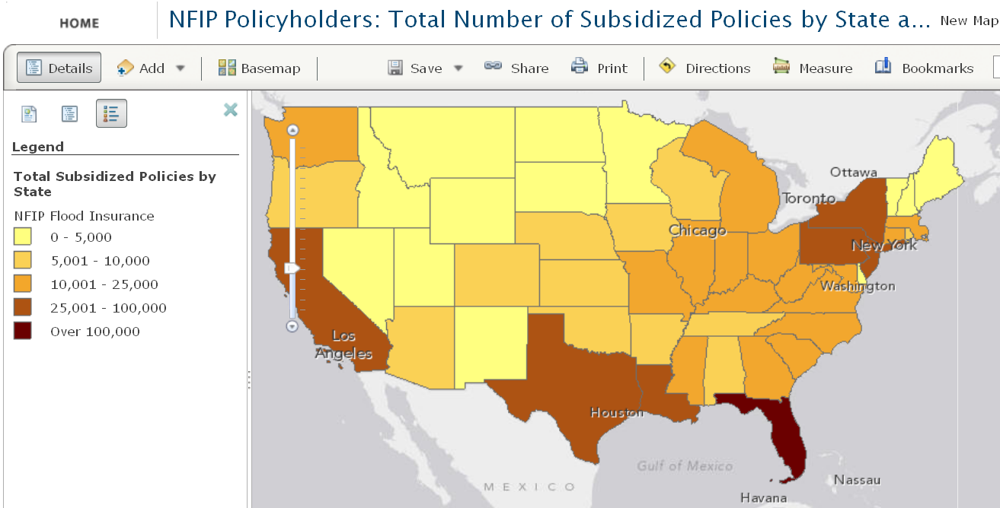 HOME
NFIP Policyholders: Total Number of Subsidized Policies by State a...
New Map
Details
Add
Basemap
Save
Share
Print
Directions
Measure
Bookmarks
Legend
Total Subsidized Policies by
State
NFIP Flood Insurance
0 - 5,000
5,001 - 10,000
10,001 - 25,000
25,001 - 100,000
Over 100,000
Ottawa
Toronto
Chicago
New York
Washington
Los
Angeles
Houston
Gulf of Mexico
MEXICO
Nassau
Havana